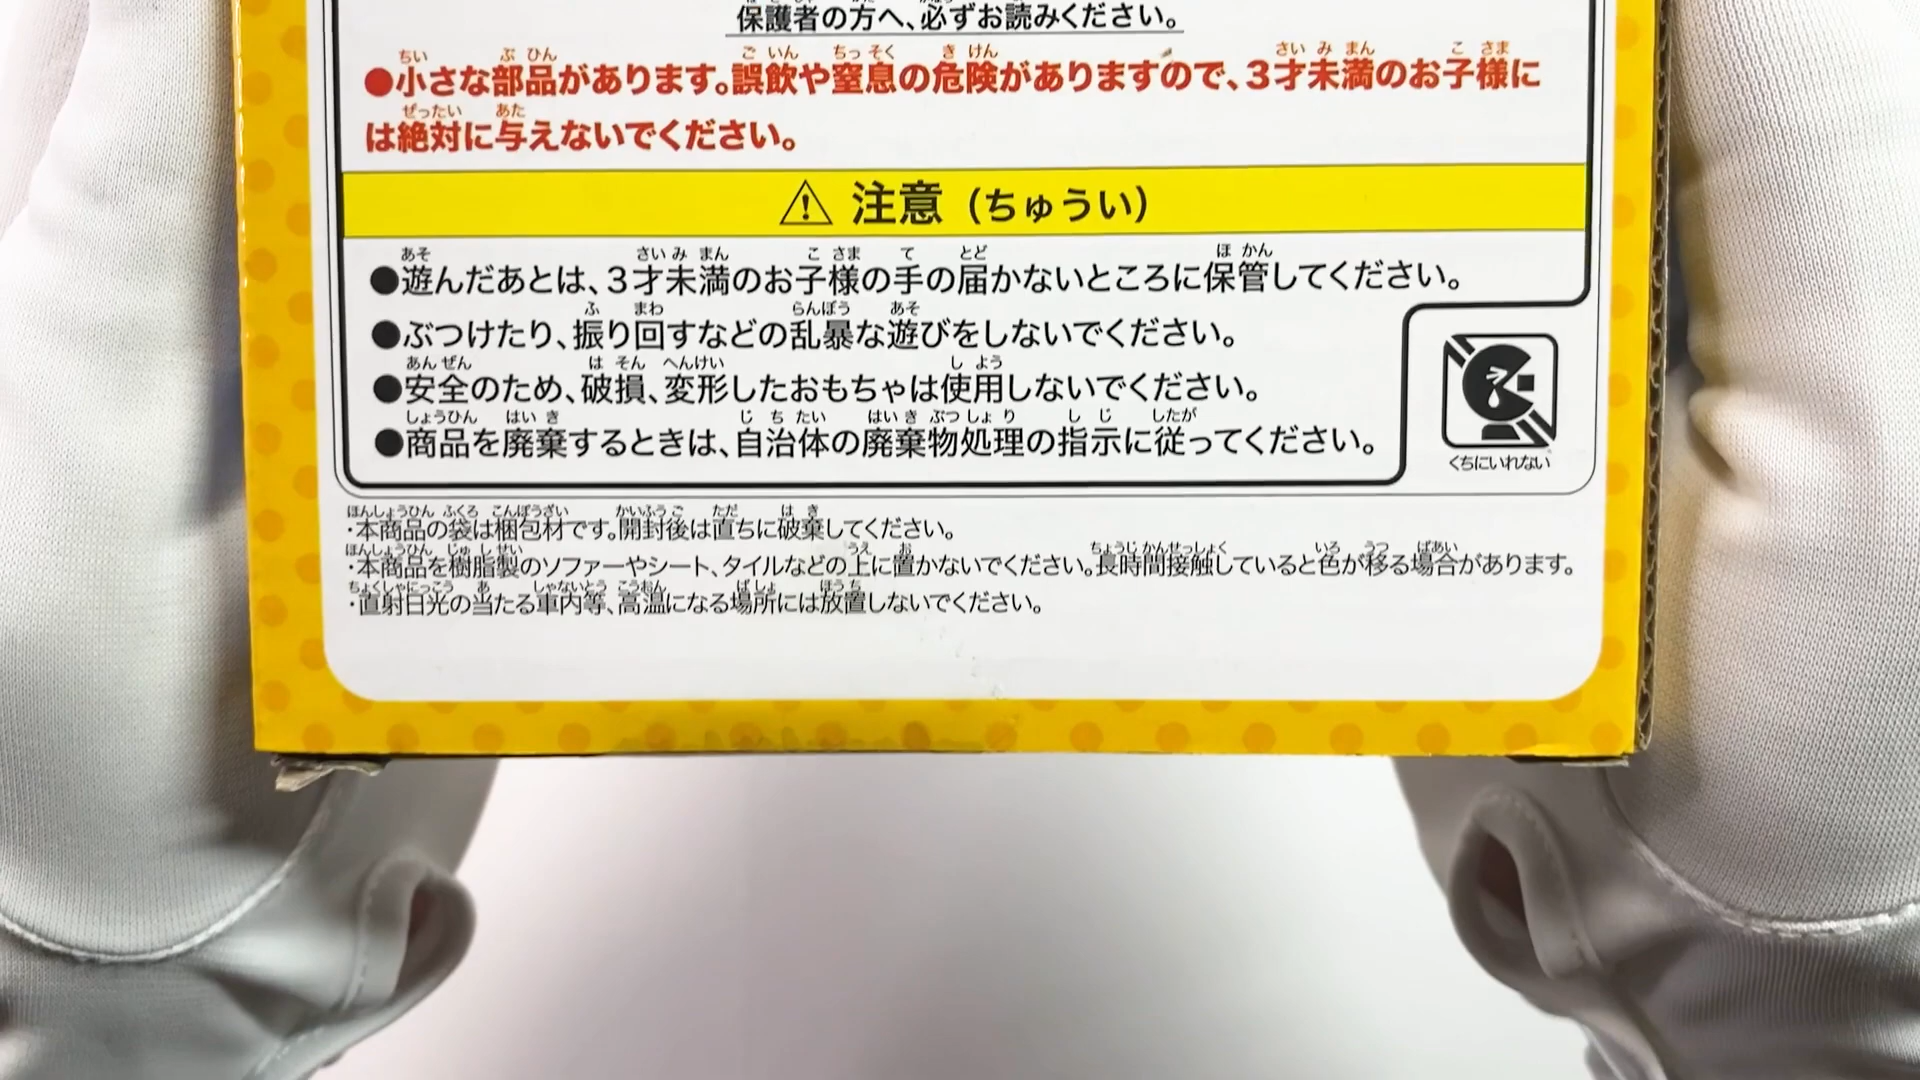 保護者の方へ、必ずお読みください。
●小さな部品があります。誤飲や窒息の危険がありますので、3才未満のお子様に
は絶対に与えないでください。
⚠ 注意（ちゅうい）
●遊んだあとは、3才未満のお子様の手の届かないところに保管してください。
●ぶつけたり、振り回すなどの乱暴な遊びをしないでください。
●安全のため、破損、変形したおもちゃは使用しないでください。
●商品を廃棄するときは、自治体の廃棄物処理の指示に従ってください。
くちにいれない
・本商品の袋は梱包材です。開封後は直ちに破棄してください。
・本商品を樹脂製のソファーやシート、タイルなどの上に置かないでください。長時間接触していると色が移る場合があります。
・直射日光の当たる車内等、高温になる場所には放置しないでください。